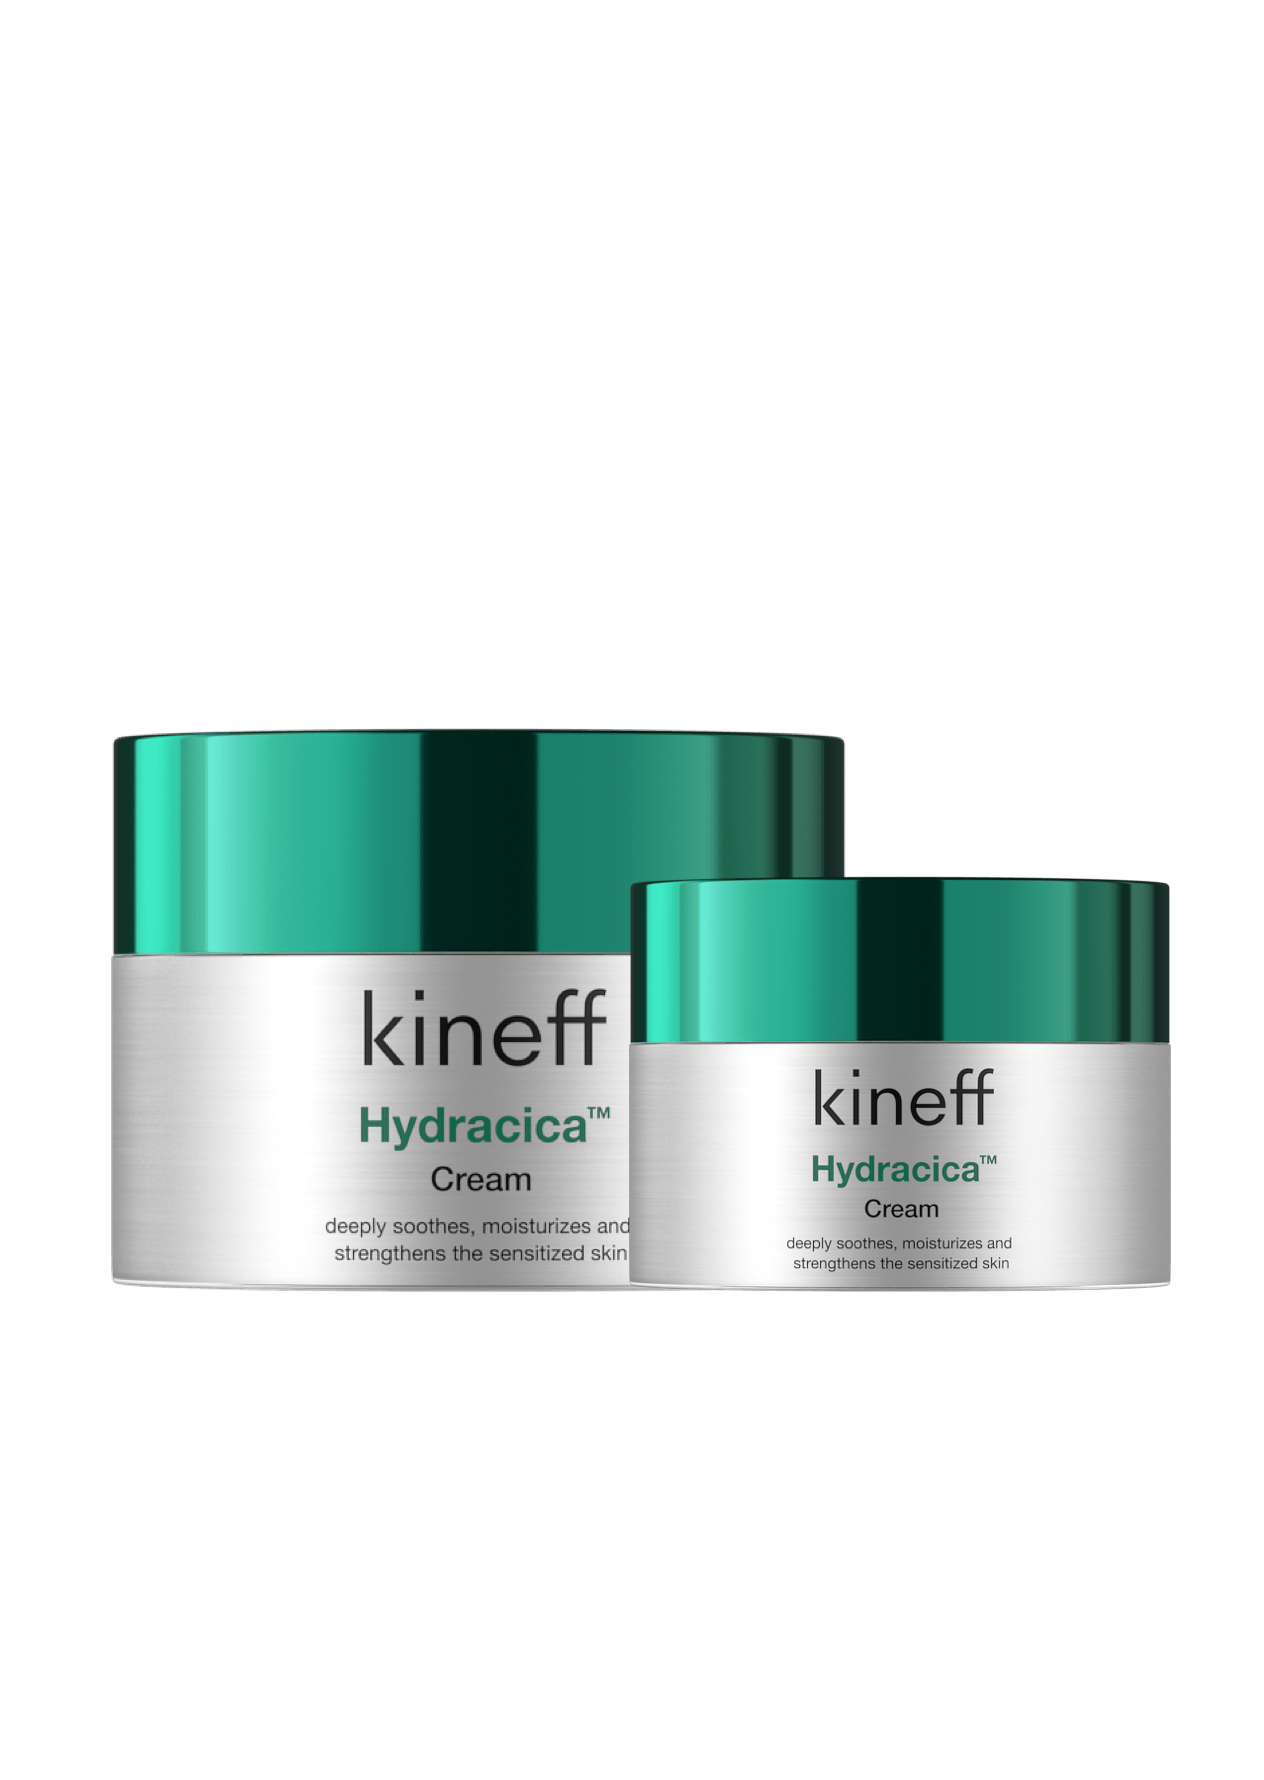 kineff
Hydracica™
Cream
deeply soothes, moisturizes and
strengthens the sensitized skin
kineff
Hydracica™
Cream
deeply soothes, moisturizes and
strengthens the sensitized skin